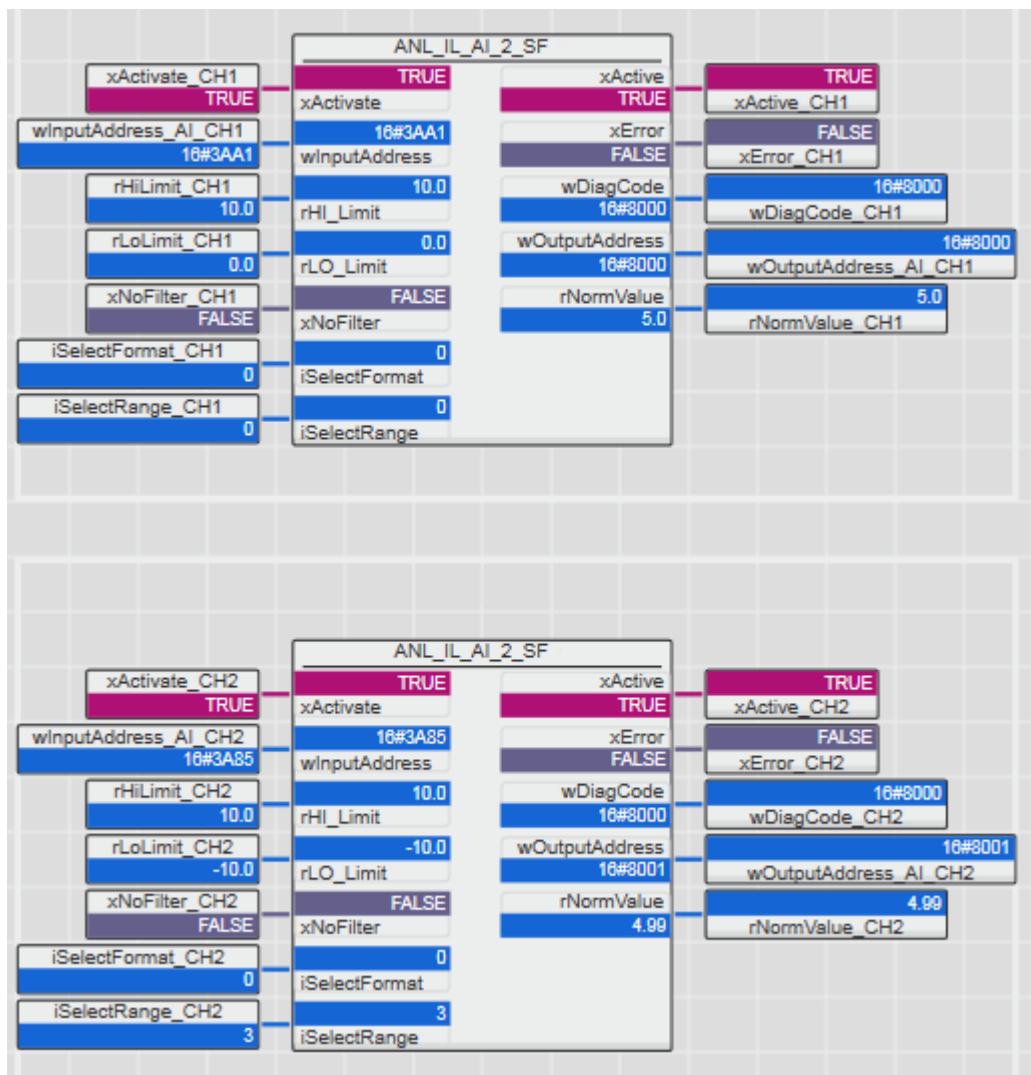 ANL_IL_AI_2_SF
xActivate_CH1 TRUE xActive TRUE
TRUE xActivate TRUE xActive_CH1
wInputAddress_AI_CH1 16#3AA1 xError FALSE
16#3AA1 wInputAddress FALSE xError_CH1
rHiLimit_CH1 10.0 wDiagCode 16#8000
10.0 rHI_Limit 16#8000 wDiagCode_CH1
rLoLimit_CH1 0.0 wOutputAddress 16#8000
0.0 rLO_Limit 16#8000 wOutputAddress_AI_CH1
xNoFilter_CH1 FALSE rNormValue 5.0
FALSE xNoFilter 5.0 rNormValue_CH1
iSelectFormat_CH1 0
0 iSelectFormat
iSelectRange_CH1 0
0 iSelectRange
ANL_IL_AI_2_SF
xActivate_CH2 TRUE xActive TRUE
TRUE xActivate TRUE xActive_CH2
wInputAddress_AI_CH2 16#3A85 xError FALSE
16#3A85 wInputAddress FALSE xError_CH2
rHiLimit_CH2 10.0 wDiagCode 16#8000
10.0 rHI_Limit 16#8000 wDiagCode_CH2
rLoLimit_CH2 -10.0 wOutputAddress 16#8001
-10.0 rLO_Limit 16#8001 wOutputAddress_AI_CH2
xNoFilter_CH2 FALSE rNormValue 4.99
FALSE xNoFilter 4.99 rNormValue_CH2
iSelectFormat_CH2 0
0 iSelectFormat
iSelectRange_CH2 3
3 iSelectRange